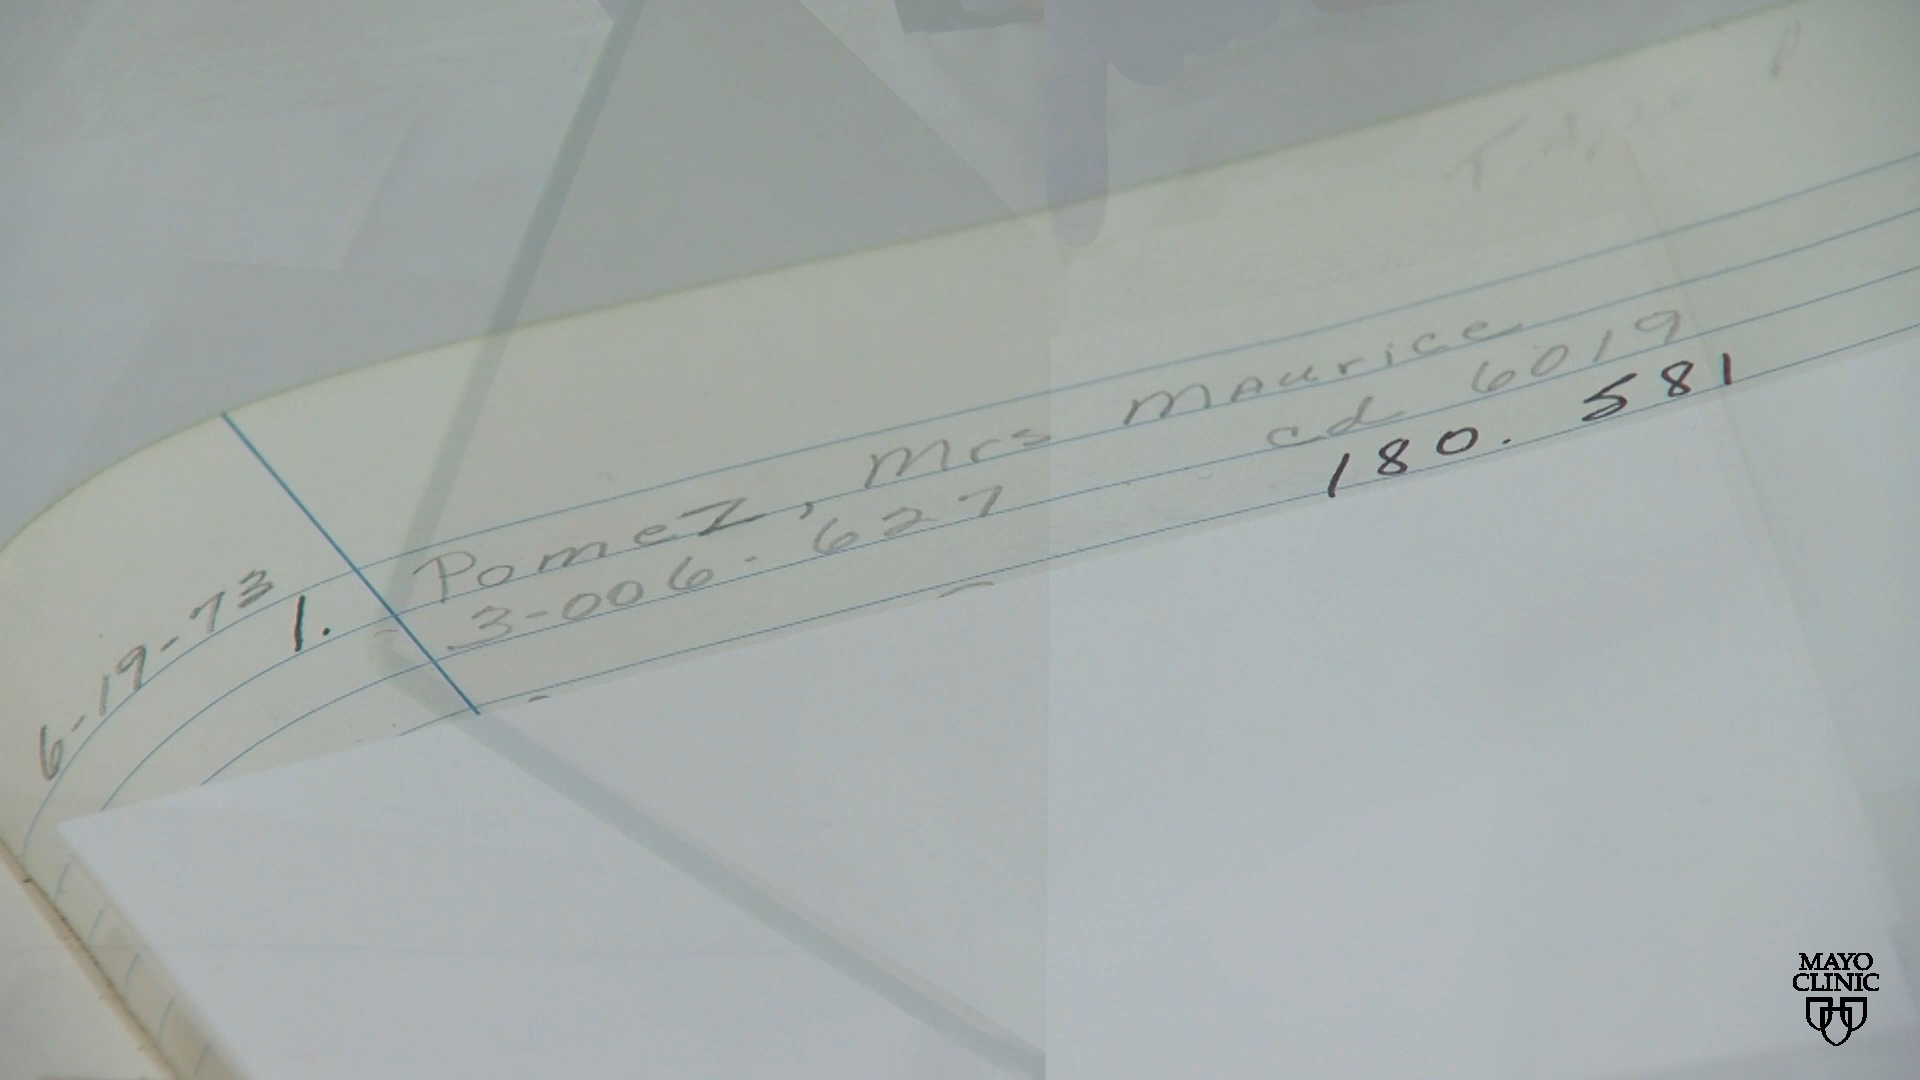 6-19-73
1. Pomez, Mrs Maurice
3-006-627 cd 6019
180. 581
MAYO
CLINIC